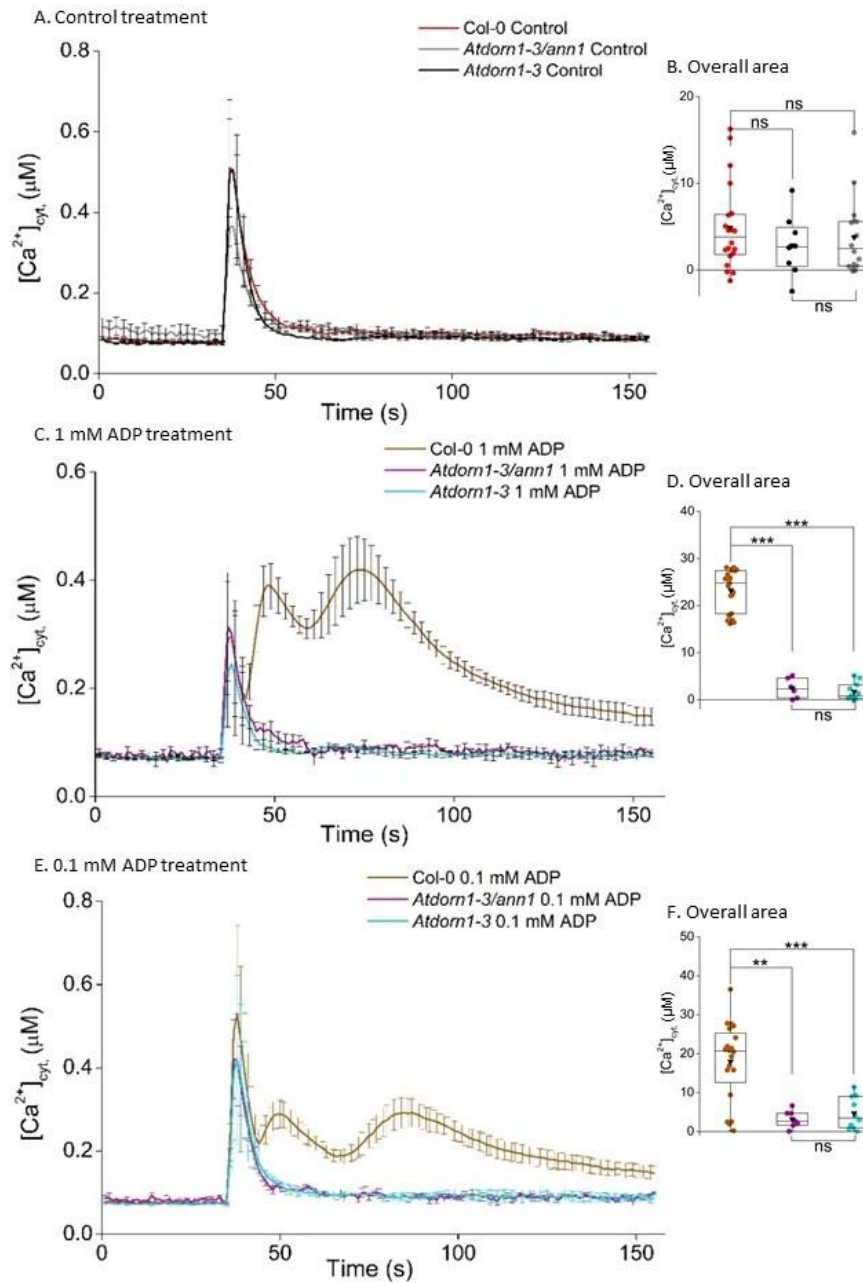 A. Control treatment
Col-0 Control
Atdorn1-3/ann1 Control
Atdorn1-3 Control
0.8
0.6
0.4
0.2
0.0
[Ca2+]cyt, (μM)
0
50
100
150
Time (s)
B. Overall area
20
10
0
[Ca2+]cyt, (μM)
ns
ns
ns
C. 1 mM ADP treatment
Col-0 1 mM ADP
Atdorn1-3/ann1 1 mM ADP
Atdorn1-3 1 mM ADP
0.6
0.4
0.2
0.0
[Ca2+]cyt, (μM)
0
50
100
150
Time (s)
D. Overall area
40
30
20
10
0
[Ca2+]cyt, (μM)
***
***
ns
E. 0.1 mM ADP treatment
Col-0 0.1 mM ADP
Atdorn1-3/ann1 0.1 mM ADP
Atdorn1-3 0.1 mM ADP
0.8
0.6
0.4
0.2
0.0
[Ca2+]cyt, (μM)
0
50
100
150
Time (s)
F. Overall area
50
40
30
20
10
0
[Ca2+]cyt, (μM)
***
**
ns